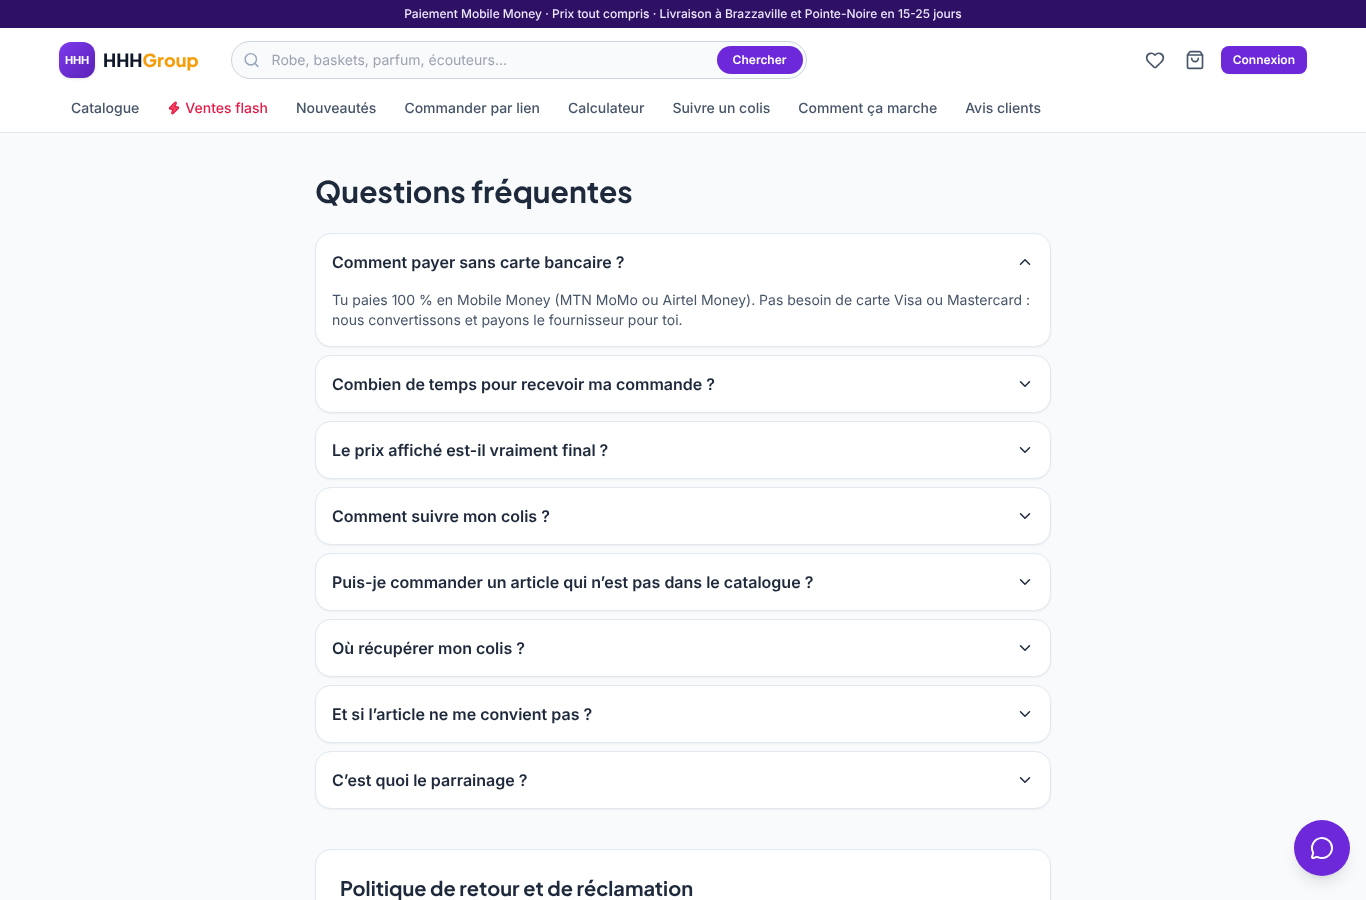 Paiement Mobile Money · Prix tout compris · Livraison à Brazzaville et Pointe-Noire en 15-25 jours
HHH HHHGroup
Robe, baskets, parfum, écouteurs...
Chercher
Connexion
Catalogue
Ventes flash
Nouveautés
Commander par lien
Calculateur
Suivre un colis
Comment ça marche
Avis clients
Questions fréquentes
Comment payer sans carte bancaire ?
Tu paies 100 % en Mobile Money (MTN MoMo ou Airtel Money). Pas besoin de carte Visa ou Mastercard :
nous convertissons et payons le fournisseur pour toi.
Combien de temps pour recevoir ma commande ?
Le prix affiché est-il vraiment final ?
Comment suivre mon colis ?
Puis-je commander un article qui n’est pas dans le catalogue ?
Où récupérer mon colis ?
Et si l’article ne me convient pas ?
C’est quoi le parrainage ?
Politique de retour et de réclamation